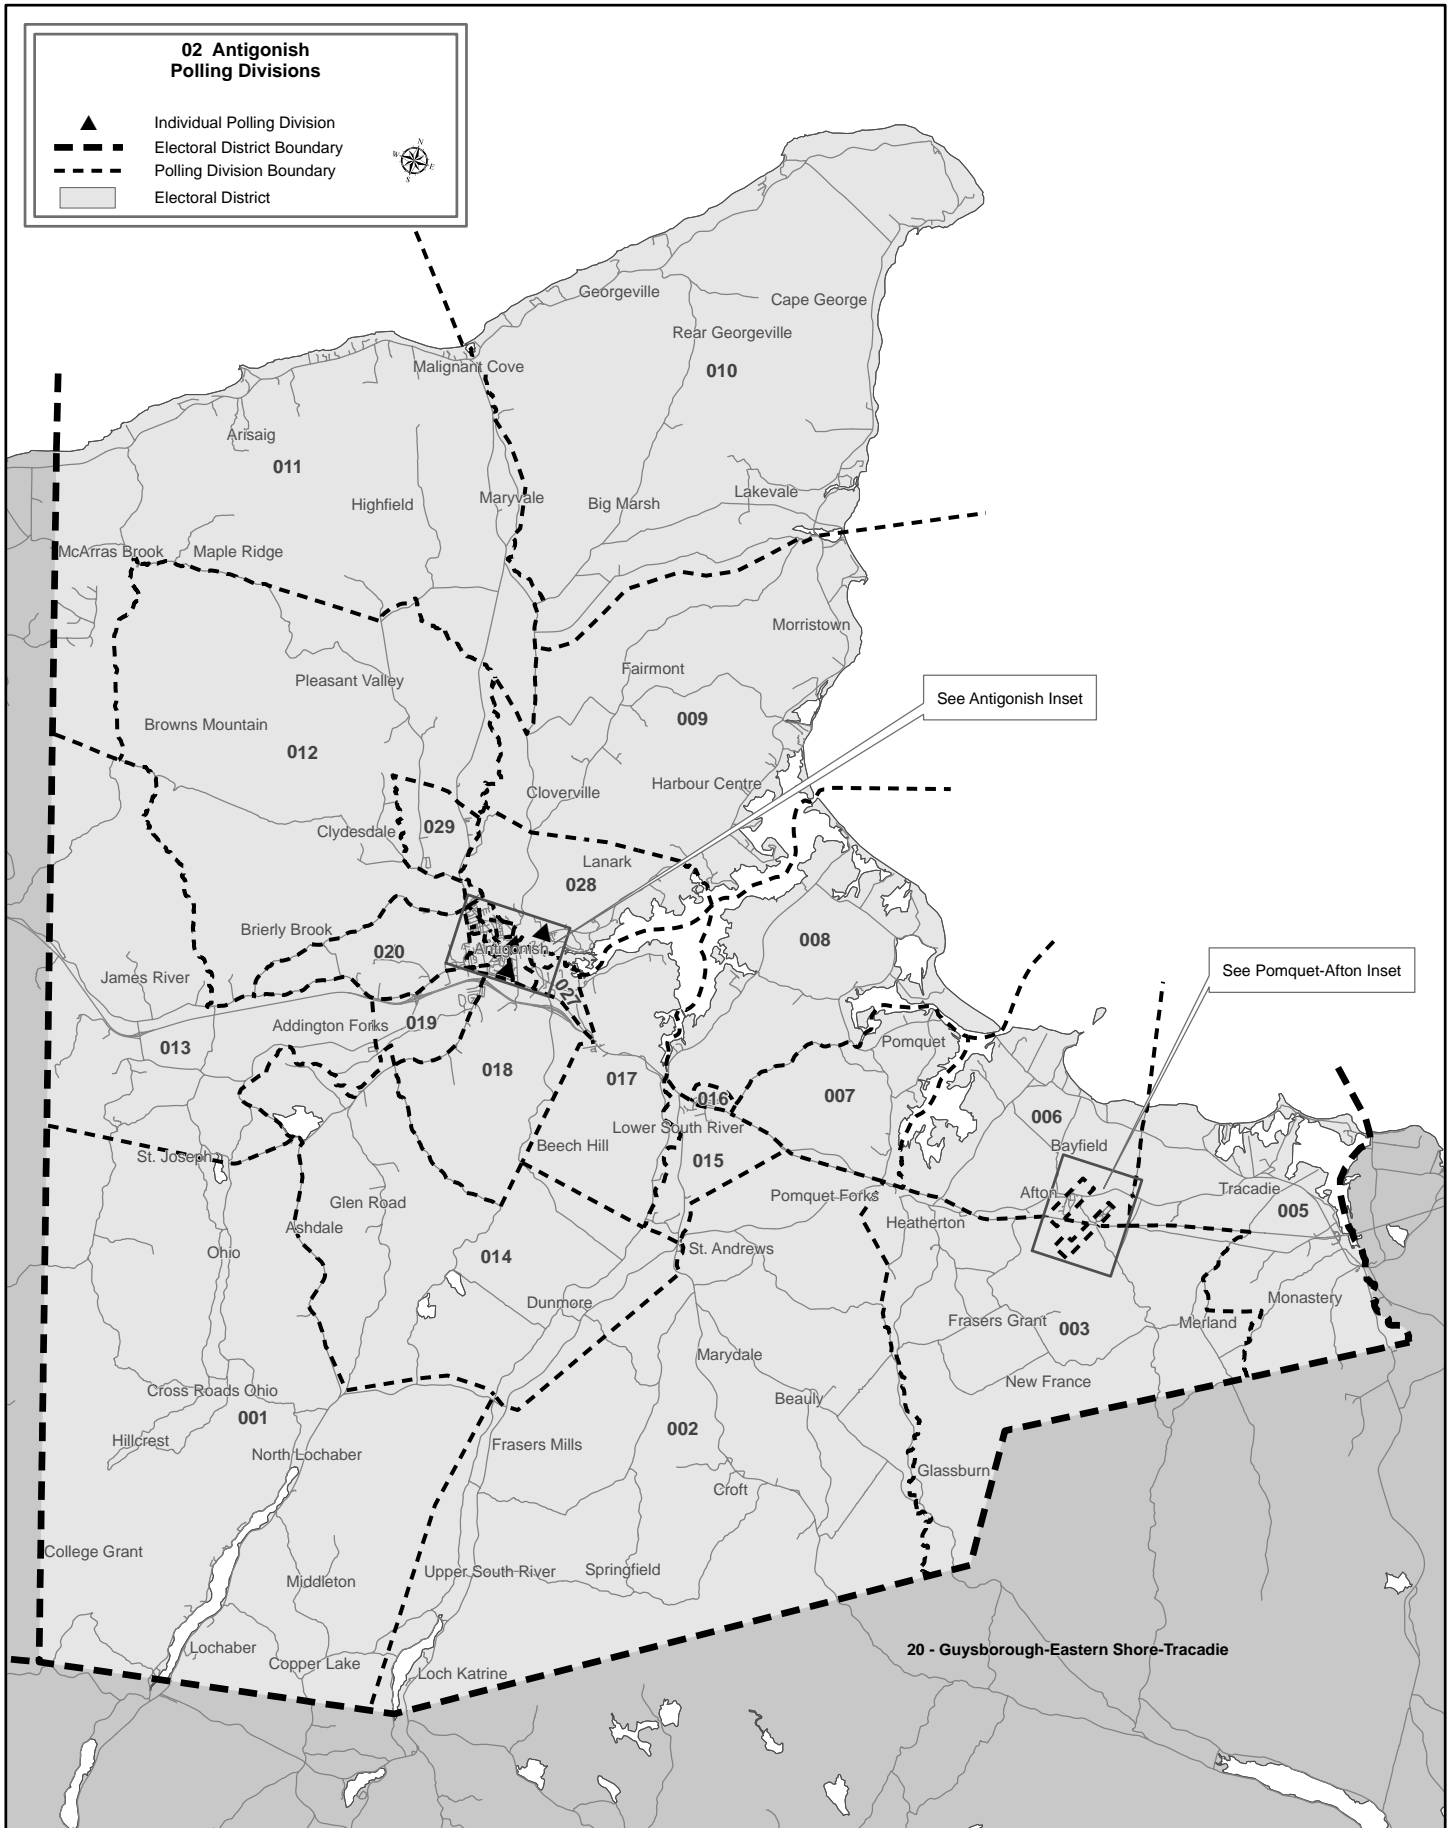 02 Antigonish
Polling Divisions
Individual Polling Division
Electoral District Boundary
Polling Division Boundary
Electoral District
N
W
E
S
Georgeville
Cape George
Rear Georgeville
Malignant Cove
010
Arisaig
011
Highfield
Maryvale
Big Marsh
Lakevale
McArras Brook
Maple Ridge
Morristown
Fairmont
Pleasant Valley
See Antigonish Inset
Browns Mountain
009
012
Harbour Centre
Cloverville
Clydesdale
029
Lanark
028
Brierly Brook
008
020
Antigonish
See Pomquet-Afton Inset
James River
027
Addington Forks
019
013
Pomquet
018
017
016
007
006
Lower South River
Beech Hill
Bayfield
St. Joseph
015
Pomquet Forks
Afton
Tracadie
Glen Road
Ashdale
005
Heatherton
Ohio
014
St. Andrews
Dunmore
Monastery
Frasers Grant
003
Merland
Marydale
New France
Cross Roads Ohio
Beauly
001
002
Hillcrest
Frasers Mills
North Lochaber
Glassburn
Croft
College Grant
Middleton
Upper South River
Springfield
Lochaber
20 - Guysborough-Eastern Shore-Tracadie
Copper Lake
Loch Katrine